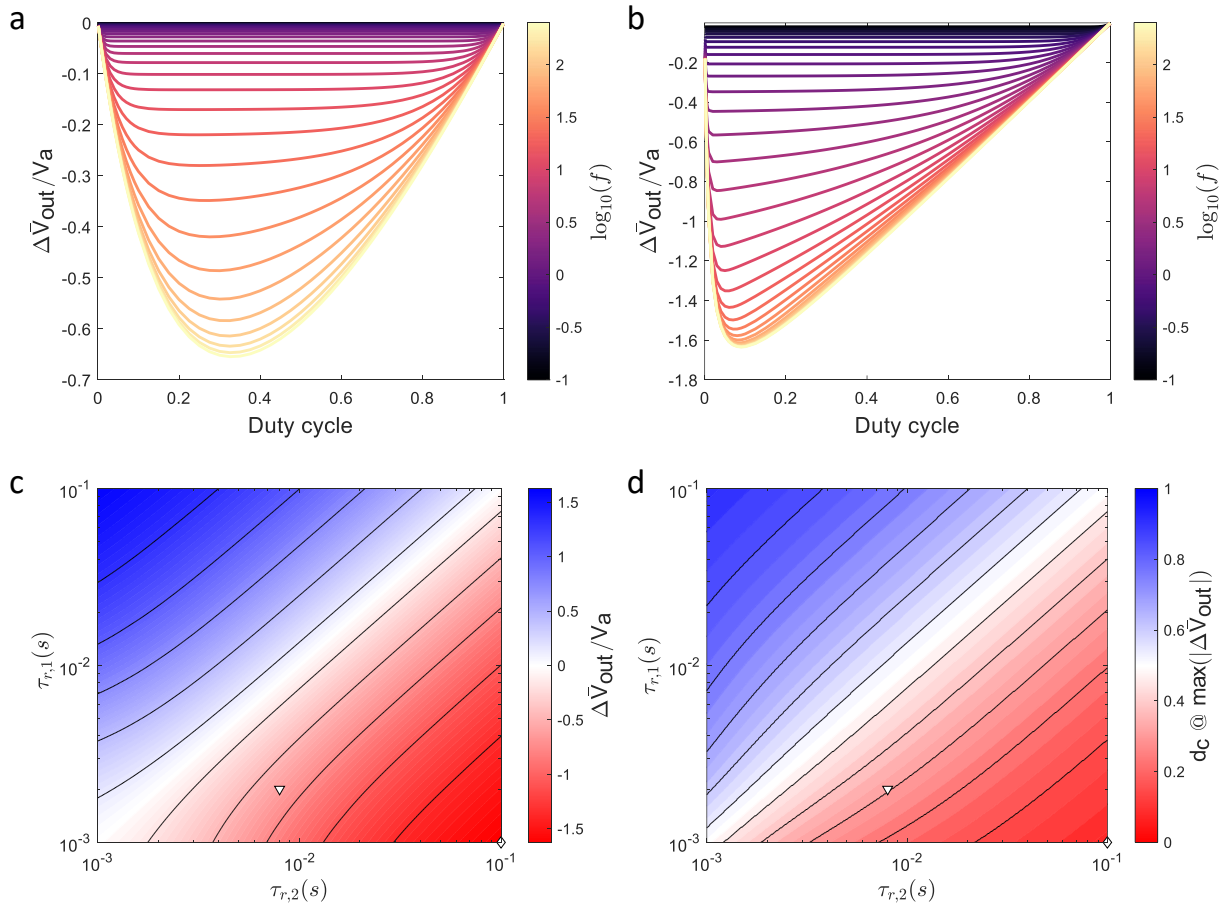 a
0
-0.1
-0.2
-0.3
-0.4
-0.5
-0.6
-0.7
0 0.2 0.4 0.6 0.8 1
Duty cycle
ΔV̄out/Va
2
1.5
1
0.5
0
-0.5
-1
log10(f)
b
-0.2
-0.4
-0.6
-0.8
-1
-1.2
-1.4
-1.6
-1.8
0 0.2 0.4 0.6 0.8 1
Duty cycle
ΔV̄out/Va
2
1.5
1
0.5
0
-0.5
-1
log10(f)
c
10-1
10-2
10-3
τr,1(s)
10-3 10-2 10-1
τr,2(s)
1.5
1
0.5
0
-0.5
-1
-1.5
ΔV̄out/Va
d
10-1
10-2
10-3
τr,1(s)
10-3 10-2 10-1
τr,2(s)
1
0.8
0.6
0.4
0.2
0
dc @ max(|ΔV̄out|)